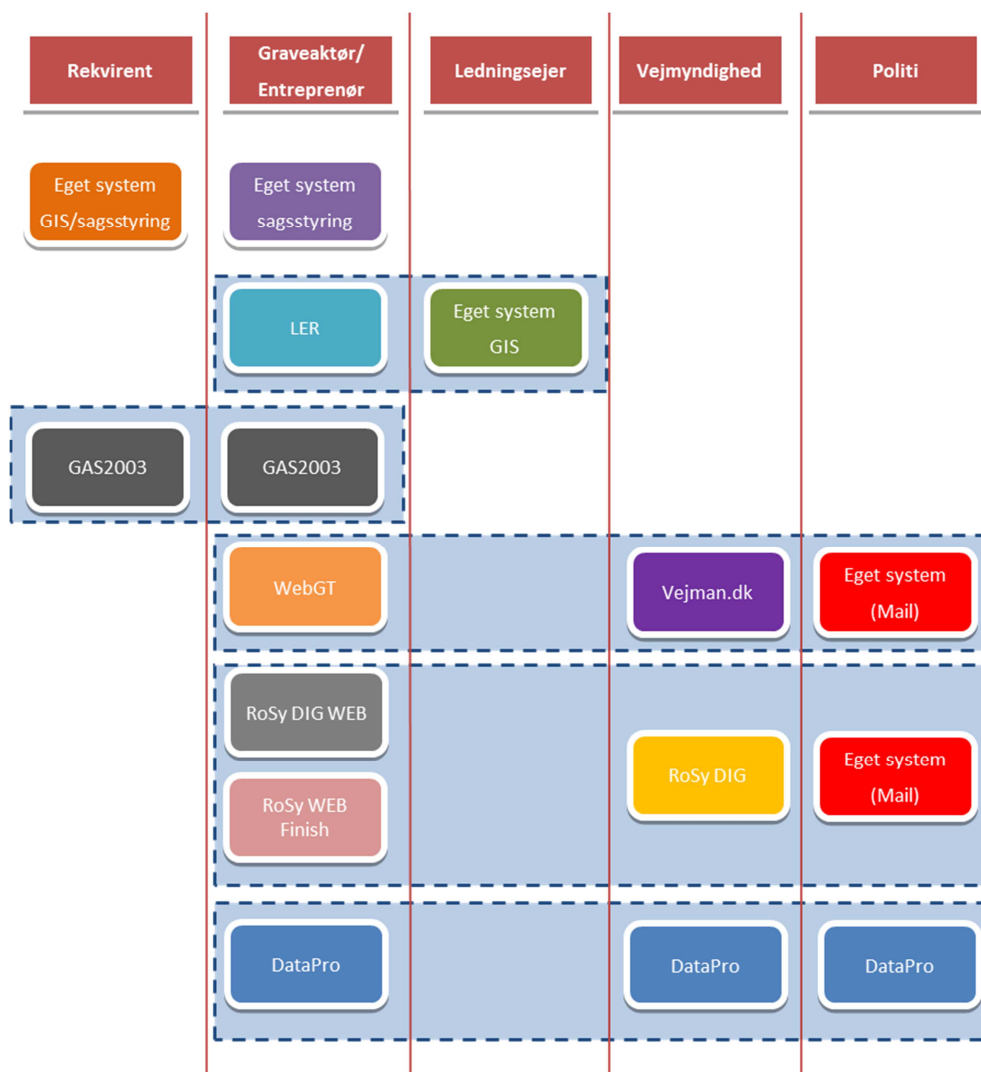 Rekvirent
Graveaktør/
Entreprenør
Ledningsejer
Vejmyndighed
Politi
Eget system
GIS/sagsstyring
Eget system
sagsstyring
LER
Eget system
GIS
GAS2003
GAS2003
WebGT
Vejman.dk
Eget system
(Mail)
RoSy DIG WEB
RoSy WEB
Finish
RoSy DIG
Eget system
(Mail)
DataPro
DataPro
DataPro